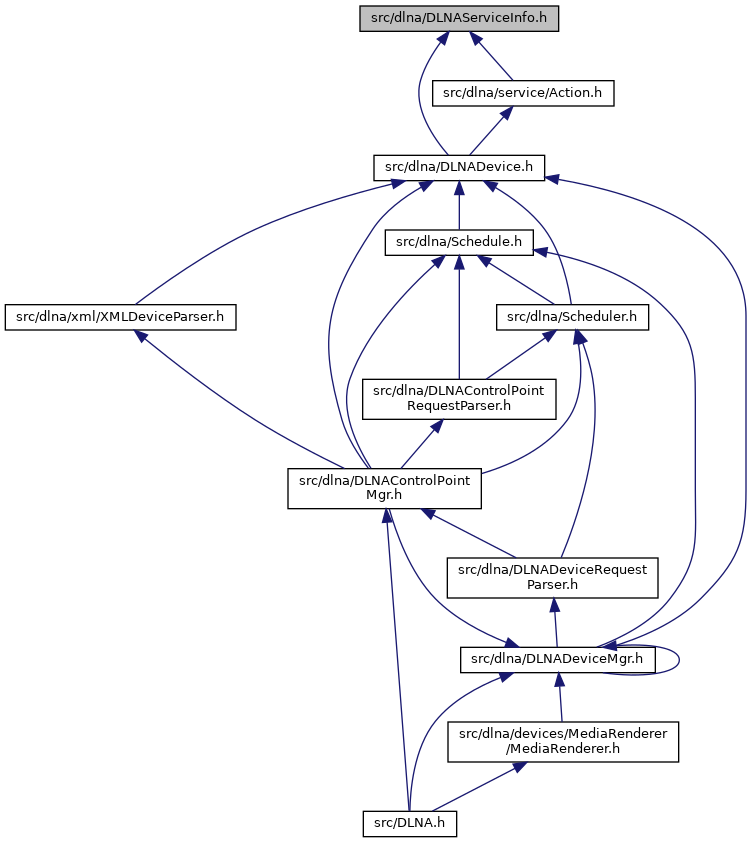 src/dlna/DLNAServiceInfo.h
src/dlna/service/Action.h
src/dlna/DLNADevice.h
src/dlna/Schedule.h
src/dlna/xml/XMLDeviceParser.h
src/dlna/Scheduler.h
src/dlna/DLNAControlPoint
RequestParser.h
src/dlna/DLNAControlPoint
Mgr.h
src/dlna/DLNADeviceRequest
Parser.h
src/dlna/DLNADeviceMgr.h
src/dlna/devices/MediaRenderer
/MediaRenderer.h
src/DLNA.h